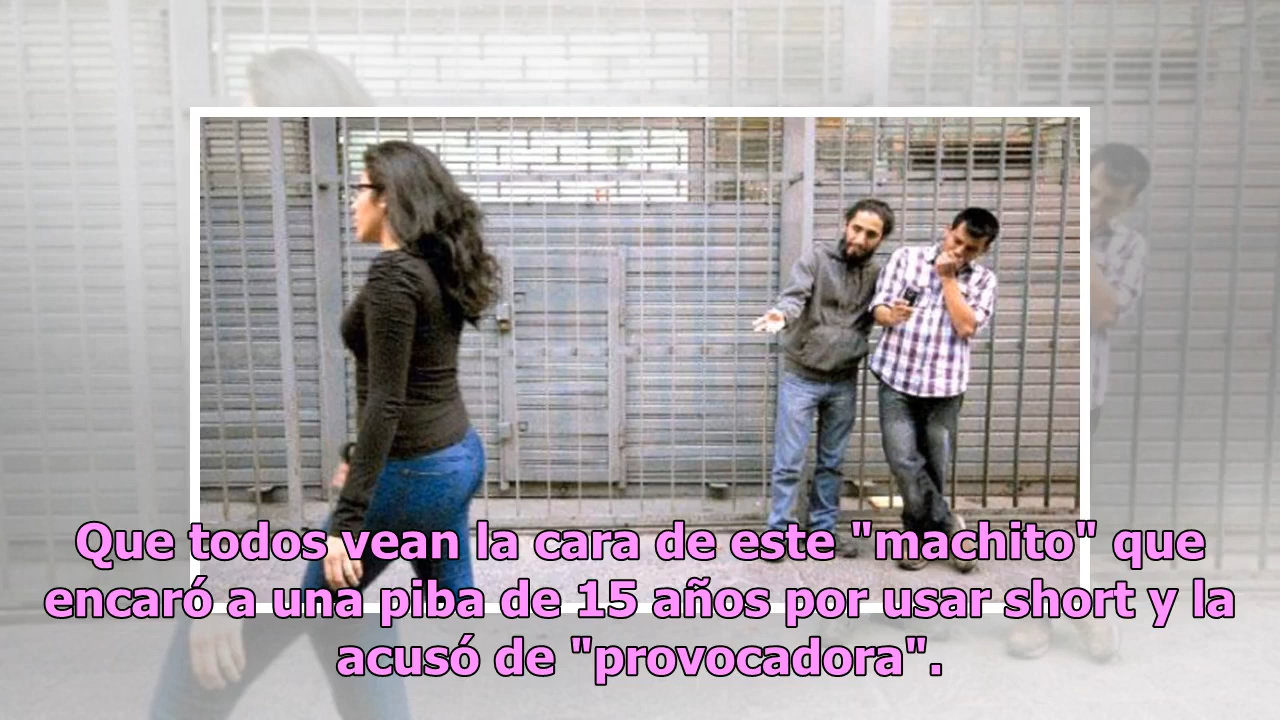 Que todos vean la cara de este "machito" que
encaró a una piba de 15 años por usar short y la
acusó de "provocadora".